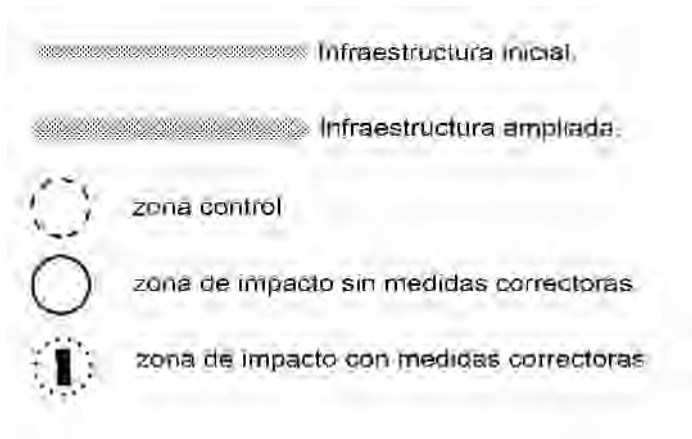 Infraestructura inicial.
Infraestructura ampliada.
zona control
zona de impacto sin medidas correctoras
zona de impacto con medidas correctoras